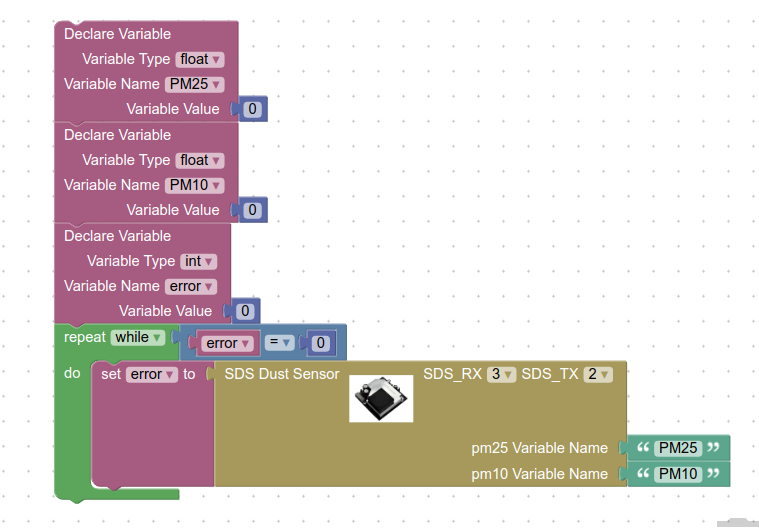 Declare Variable
Variable Type float
Variable Name PM25
Variable Value 0
Declare Variable
Variable Type float
Variable Name PM10
Variable Value 0
Declare Variable
Variable Type int
Variable Name error
Variable Value 0
repeat while error = 0
do set error to SDS Dust Sensor SDS_RX 3 SDS_TX 2
pm25 Variable Name “ PM25 ”
pm10 Variable Name “ PM10 ”